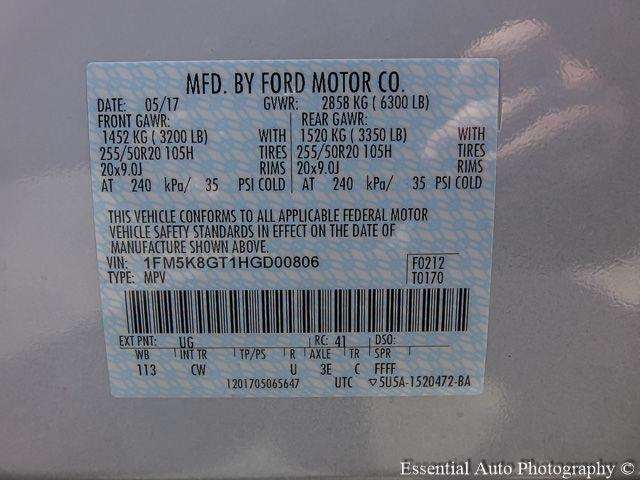 MFD. BY FORD MOTOR CO.
DATE: 05/17 GVWR: 2858 KG ( 6300 LB)
FRONT GAWR: REAR GAWR:
1452 KG ( 3200 LB) WITH 1520 KG ( 3350 LB) WITH
255/50R20 105H TIRES 255/50R20 105H TIRES
20x9.0J RIMS 20x9.0J RIMS
AT 240 kPa/ 35 PSI COLD AT 240 kPa/ 35 PSI COLD
THIS VEHICLE CONFORMS TO ALL APPLICABLE FEDERAL MOTOR
VEHICLE SAFETY STANDARDS IN EFFECT ON THE DATE OF
MANUFACTURE SHOWN ABOVE.
VIN: 1FM5K8GT1HGD00806 F0212
TYPE: MPV T0170
EXT PNT: UG RC: 41 DSO:
WB INT TR TP/PS R AXLE TR SPR
113 CW U 3E C FFFF
1201705065647 UTC ▽5U5A-1520472-BA
Essential Auto Photography ©